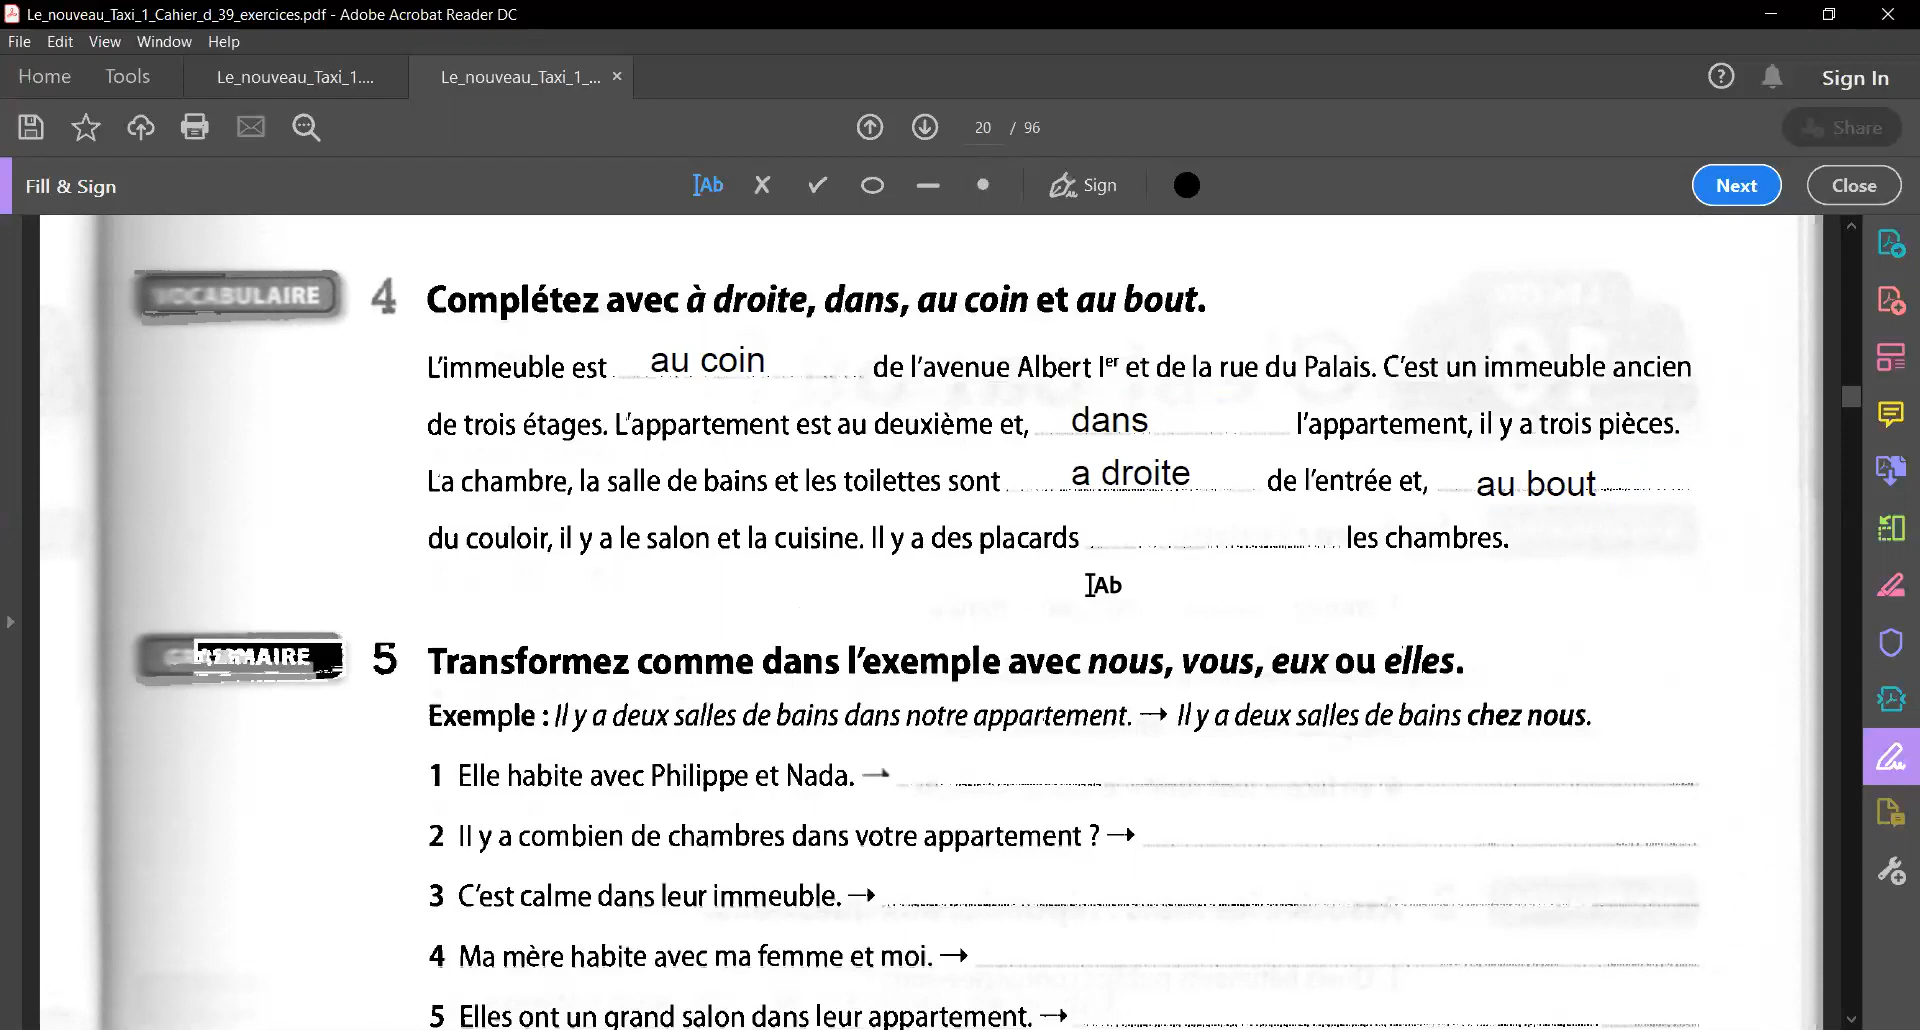 Le_nouveau_Taxi_1_Cahier_d_39_exercices.pdf - Adobe Acrobat Reader DC
File Edit View Window Help
Home Tools Le_nouveau_Taxi_1.... Le_nouveau_Taxi_1_... × Sign In
20 / 96 Share
Fill & Sign Ab Sign Next Close
VOCABULAIRE 4 Complétez avec à droite, dans, au coin et au bout.
L'immeuble est au coin de l'avenue Albert Ier et de la rue du Palais. C'est un immeuble ancien
de trois étages. L'appartement est au deuxième et, dans l'appartement, il y a trois pièces.
La chambre, la salle de bains et les toilettes sont a droite de l'entrée et, au bout
du couloir, il y a le salon et la cuisine. Il y a des placards les chambres.
Ab
5 Transformez comme dans l'exemple avec nous, vous, eux ou elles.
Exemple : Il y a deux salles de bains dans notre appartement. → Il y a deux salles de bains chez nous.
1 Elle habite avec Philippe et Nada. →
2 Il y a combien de chambres dans votre appartement ? →
3 C'est calme dans leur immeuble. →
4 Ma mère habite avec ma femme et moi. →
5 Elles ont un grand salon dans leur appartement. →